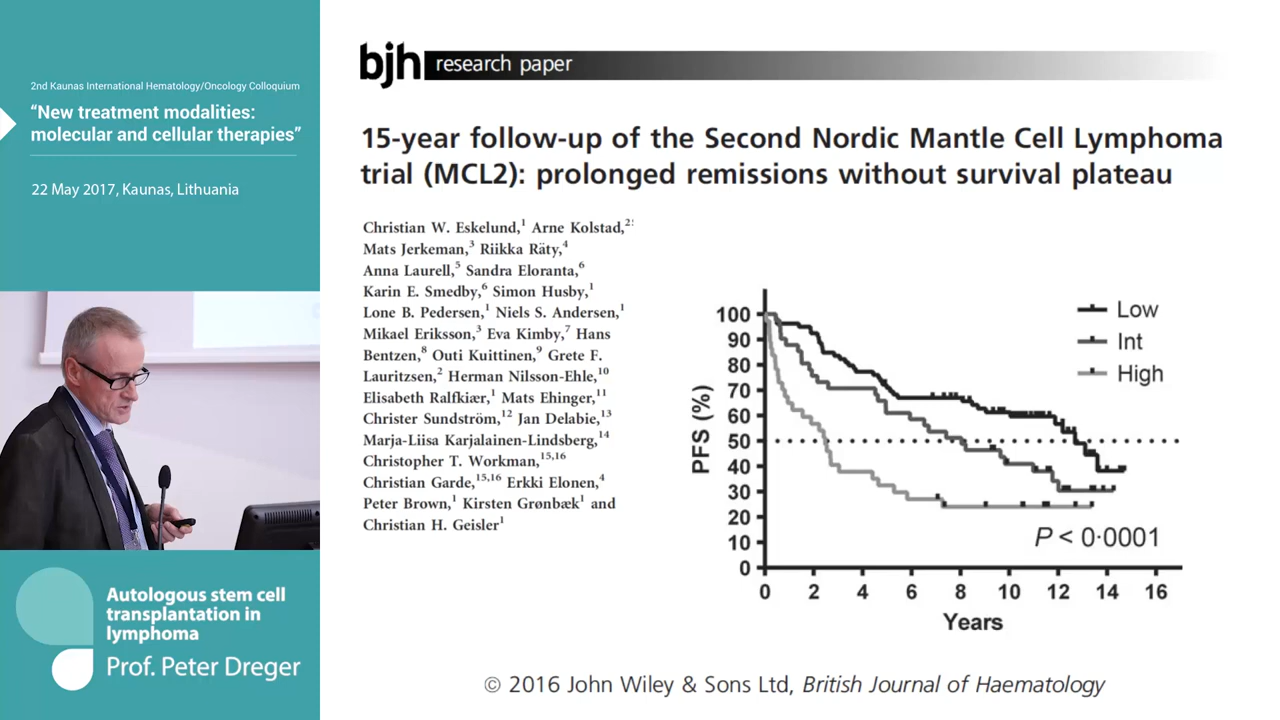 2nd Kaunas International Hematology/Oncology Colloquium
“New treatment modalities:
molecular and cellular therapies”
22 May 2017, Kaunas, Lithuania
Autologous stem cell
transplantation in
lymphoma
Prof. Peter Dreger
bjh research paper
15-year follow-up of the Second Nordic Mantle Cell Lymphoma
trial (MCL2): prolonged remissions without survival plateau
Christian W. Eskelund,1 Arne Kolstad,2
Mats Jerkeman,3 Riikka Räty,4
Anna Laurell,5 Sandra Eloranta,6
Karin E. Smedby,6 Simon Husby,1
Lone B. Pedersen,1 Niels S. Andersen,1
Mikael Eriksson,3 Eva Kimby,7 Hans
Bentzen,8 Outi Kuittinen,9 Grete F.
Lauritzsen,2 Herman Nilsson-Ehle,10
Elisabeth Ralfkiær,1 Mats Ehinger,11
Christer Sundström,12 Jan Delabie,13
Marja-Liisa Karjalainen-Lindsberg,14
Christopher T. Workman,15,16
Christian Garde,15,16 Erkki Elonen,4
Peter Brown,1 Kirsten Grønbæk1 and
Christian H. Geisler1
PFS (%)
100
90
80
70
60
50
40
30
20
10
0
0 2 4 6 8 10 12 14 16
Years
Low
Int
High
P < 0·0001
© 2016 John Wiley & Sons Ltd, British Journal of Haematology